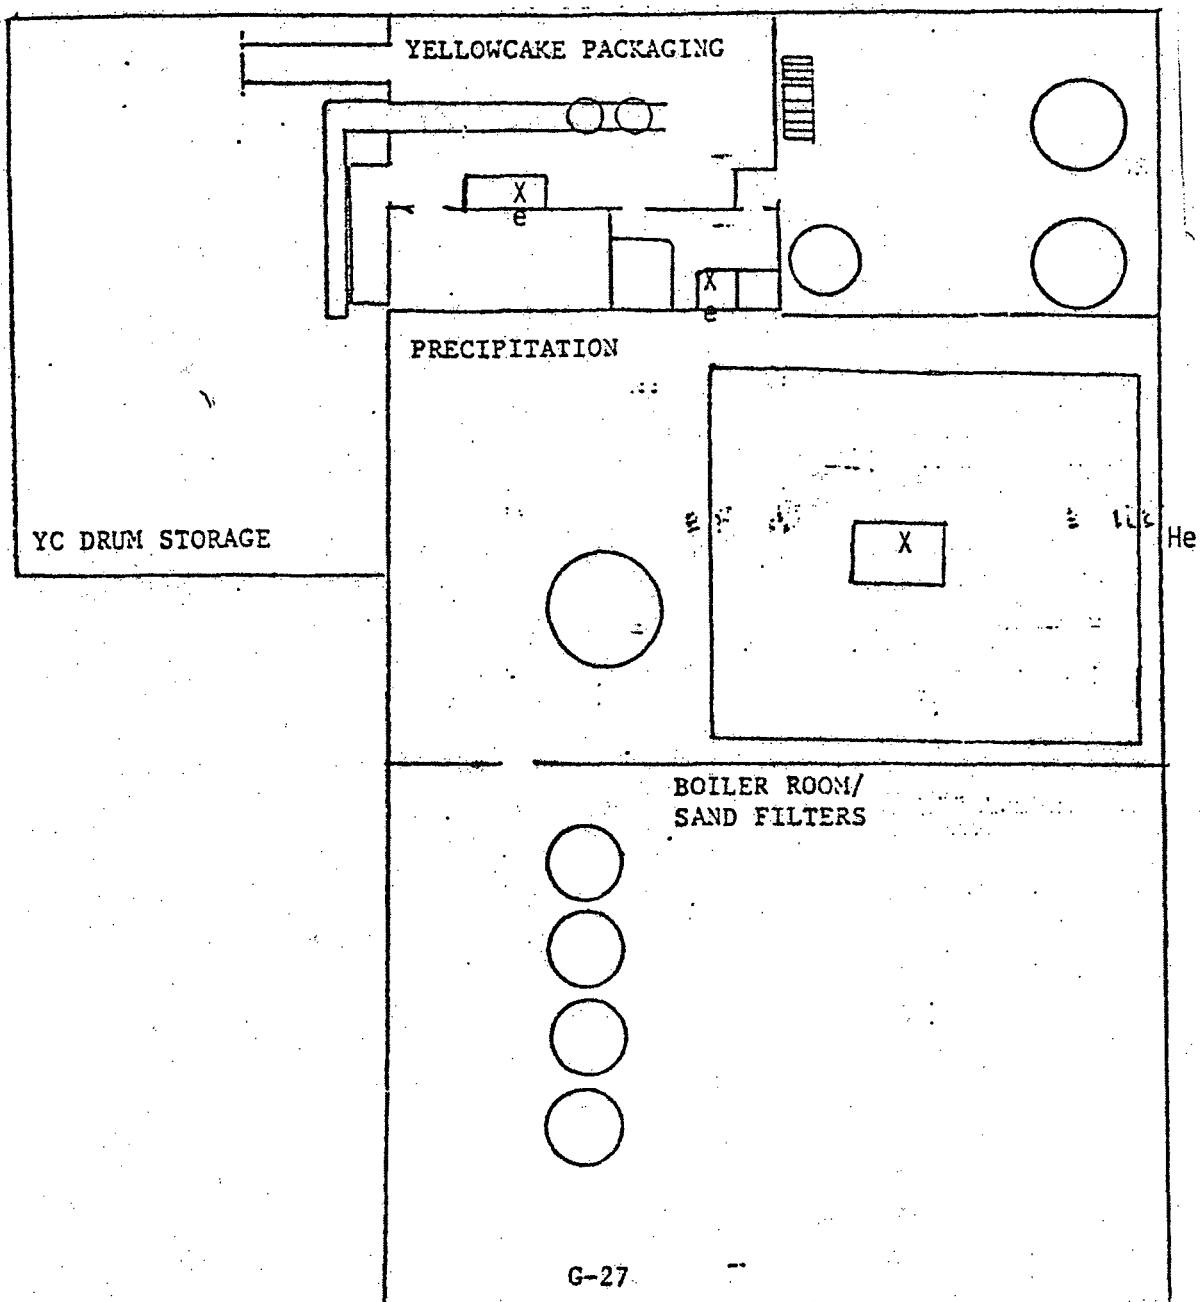 YELLOWCAKE PACKAGING
X
e
X
e
PRECIPITATION
X
He
YC DRUM STORAGE
BOILER ROOM/
SAND FILTERS
G-27